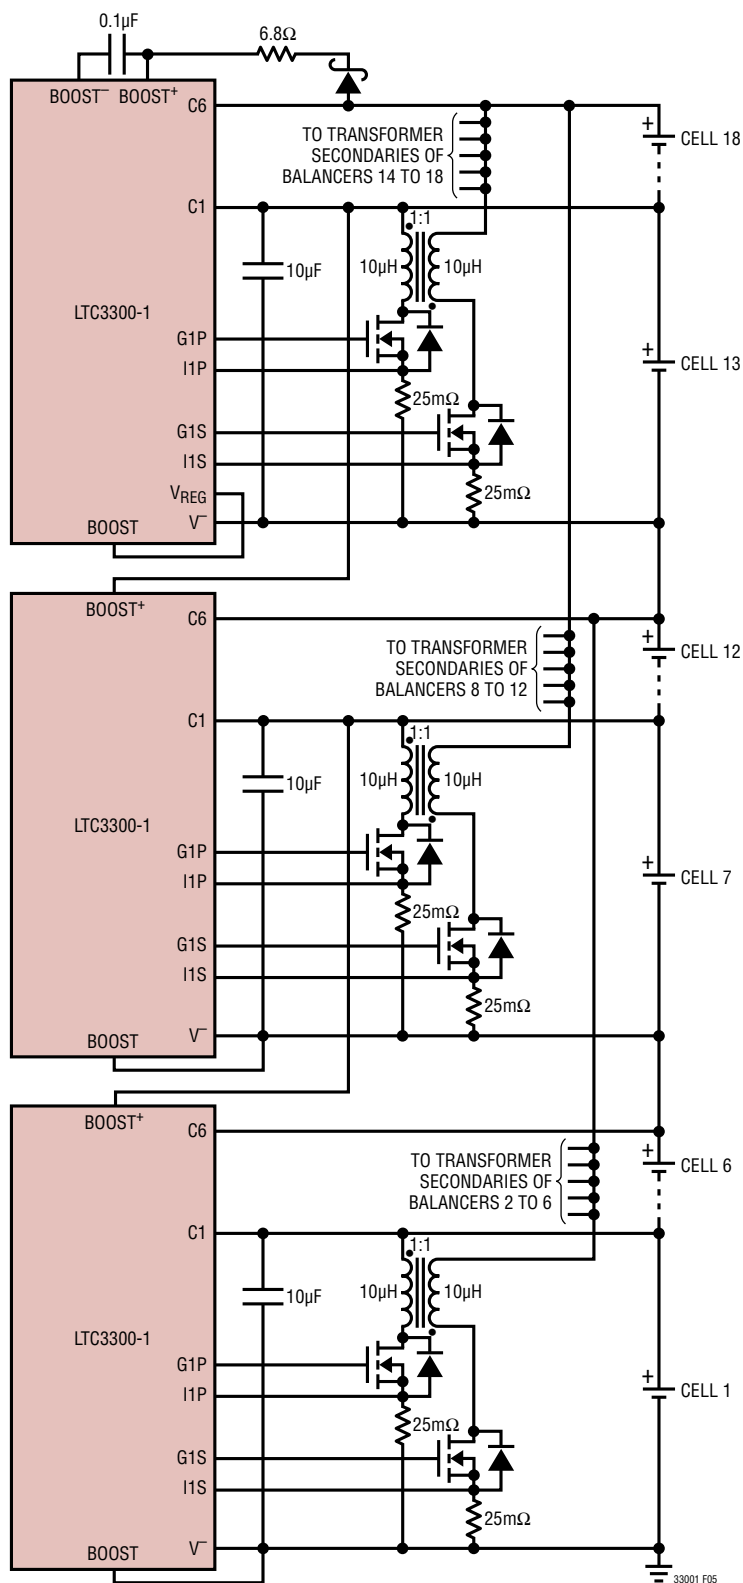 0.1µF
6.8Ω
BOOST⁻ BOOST⁺
C6
TO TRANSFORMER
SECONDARIES OF
BALANCERS 14 TO 18
+
CELL 18
C1
1:1
10µF
10µH
10µH
LTC3300-1
G1P
I1P
+
CELL 13
25mΩ
G1S
I1S
25mΩ
VREG
V⁻
BOOST
BOOST⁺
C6
TO TRANSFORMER
SECONDARIES OF
BALANCERS 8 TO 12
+
CELL 12
C1
1:1
10µF
10µH
10µH
LTC3300-1
G1P
I1P
+
CELL 7
25mΩ
G1S
I1S
25mΩ
V⁻
BOOST
BOOST⁺
C6
TO TRANSFORMER
SECONDARIES OF
BALANCERS 2 TO 6
+
CELL 6
C1
1:1
10µF
10µH
10µH
LTC3300-1
G1P
I1P
+
CELL 1
25mΩ
G1S
I1S
25mΩ
V⁻
BOOST
33001 F05